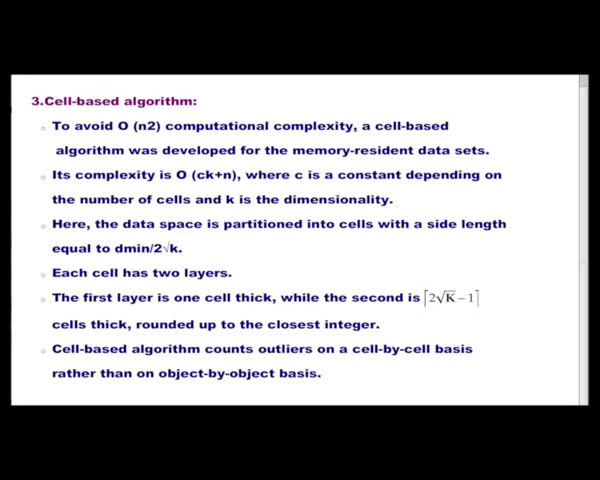 3.Cell-based algorithm:
○ To avoid O (n2) computational complexity, a cell-based
algorithm was developed for the memory-resident data sets.
○ Its complexity is O (ck+n), where c is a constant depending on
the number of cells and k is the dimensionality.
○ Here, the data space is partitioned into cells with a side length
equal to dmin/2√k.
○ Each cell has two layers.
○ The first layer is one cell thick, while the second is ⌈2√K−1⌉
cells thick, rounded up to the closest integer.
○ Cell-based algorithm counts outliers on a cell-by-cell basis
rather than on object-by-object basis.